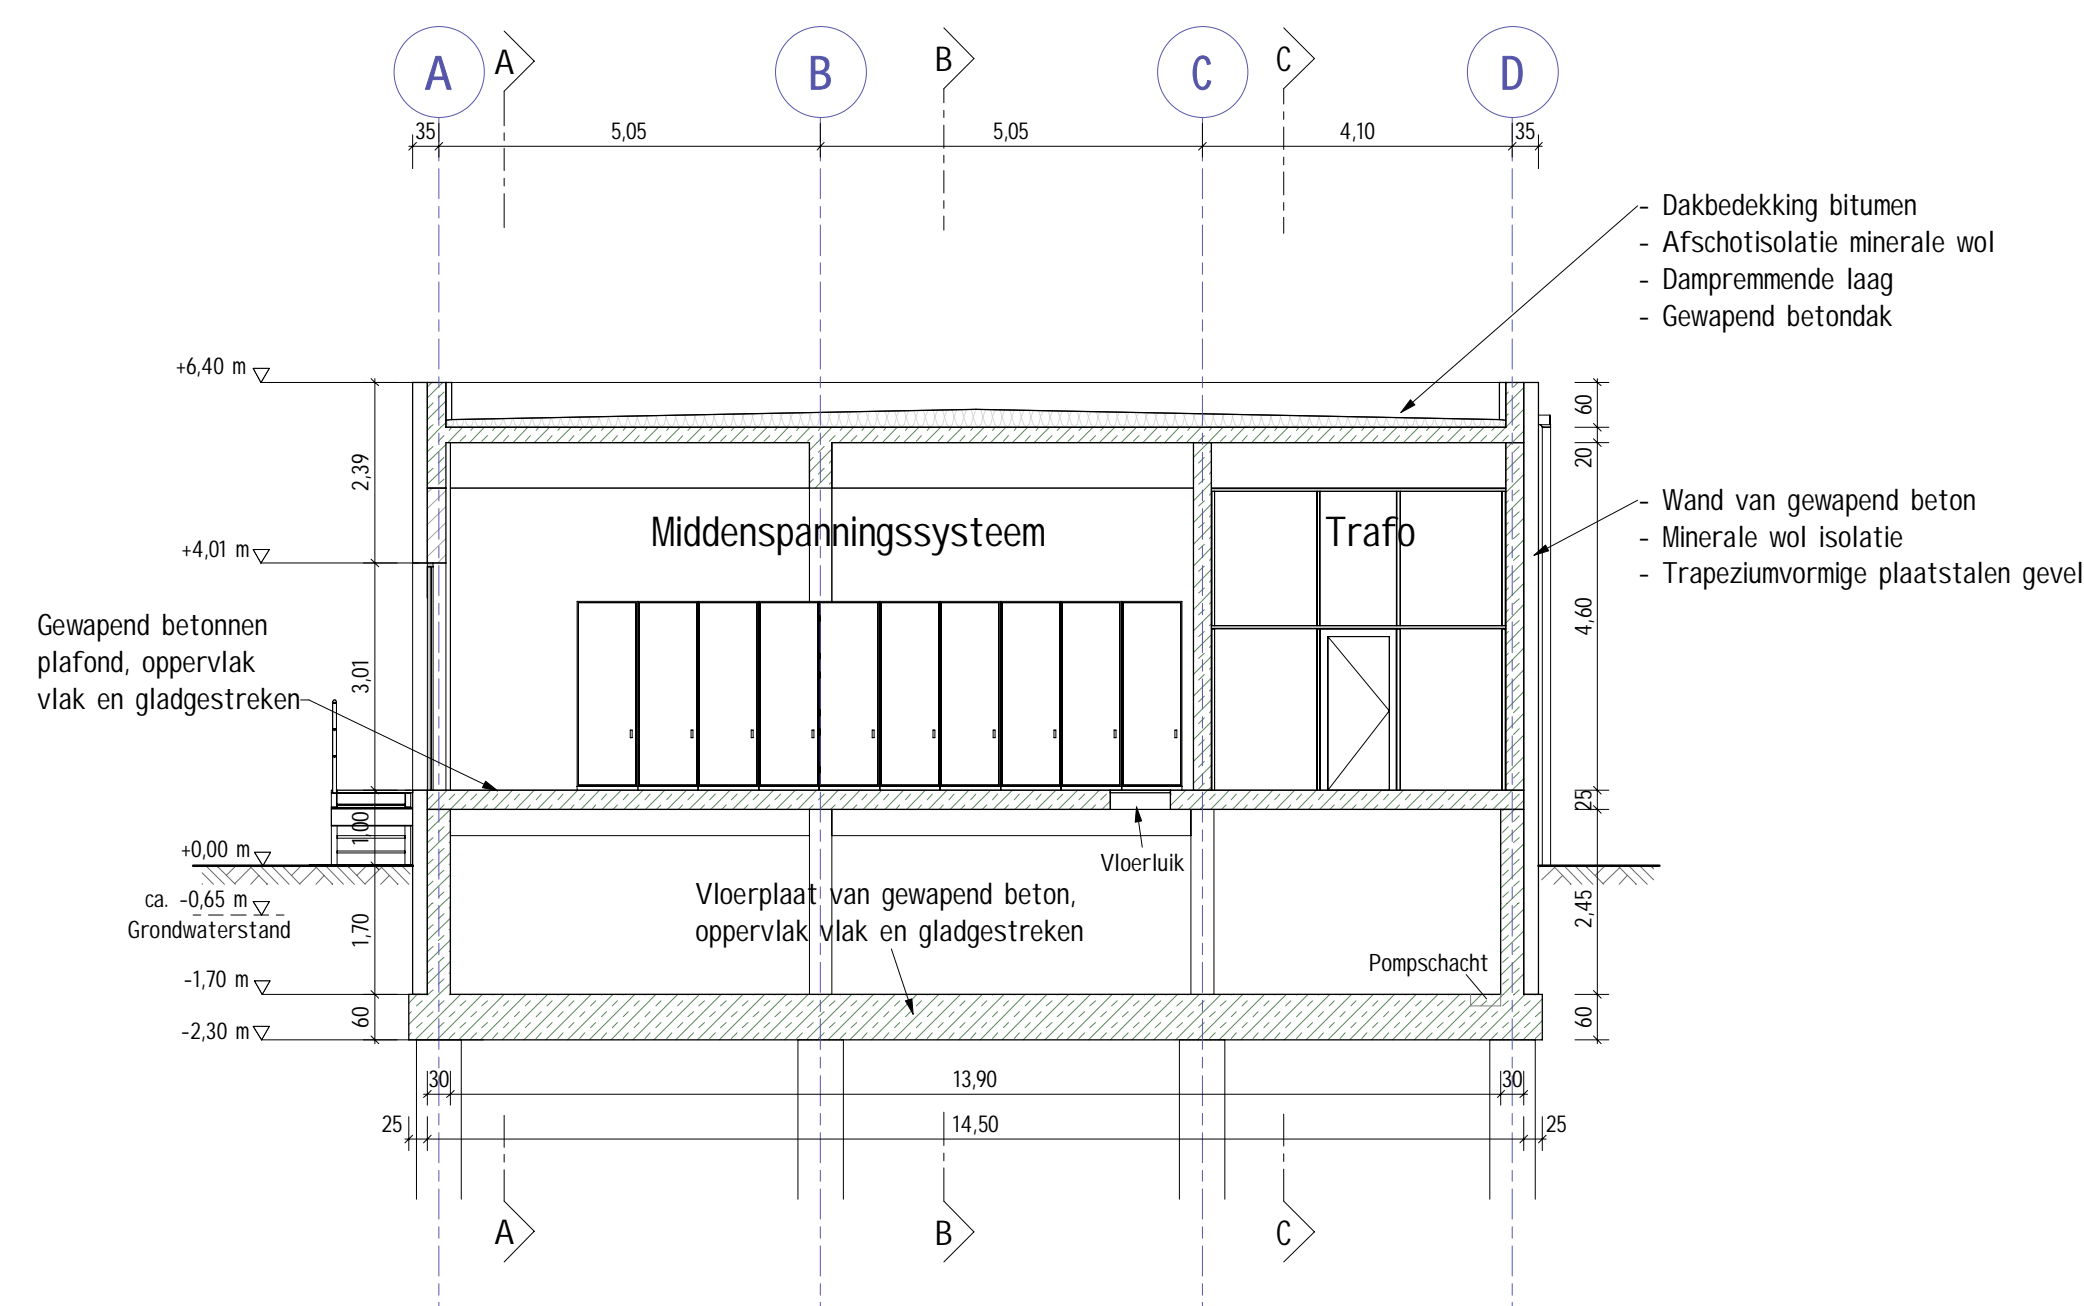 A
A
B
B
C
C
D
35
5,05
5,05
4,10
35
- Dakbedekking bitumen
- Afschotisolatie minerale wol
- Dampremmende laag
- Gewapend betondak
+6,40 m
60
2,39
20
Middenspanningssysteem
Trafo
- Wand van gewapend beton
- Minerale wol isolatie
- Trapeziumvormige plaatstalen gevel
+4,01 m
4,60
Gewapend betonnen
plafond, oppervlak
vlak en gladgestreken
3,01
25
1,00
+0,00 m
Vloerluik
ca. -0,65 m
Grondwaterstand
Vloerplaat van gewapend beton,
oppervlak vlak en gladgestreken
1,70
2,45
Pompschacht
-1,70 m
60
60
-2,30 m
30
13,90
30
25
14,50
25
A
B
C